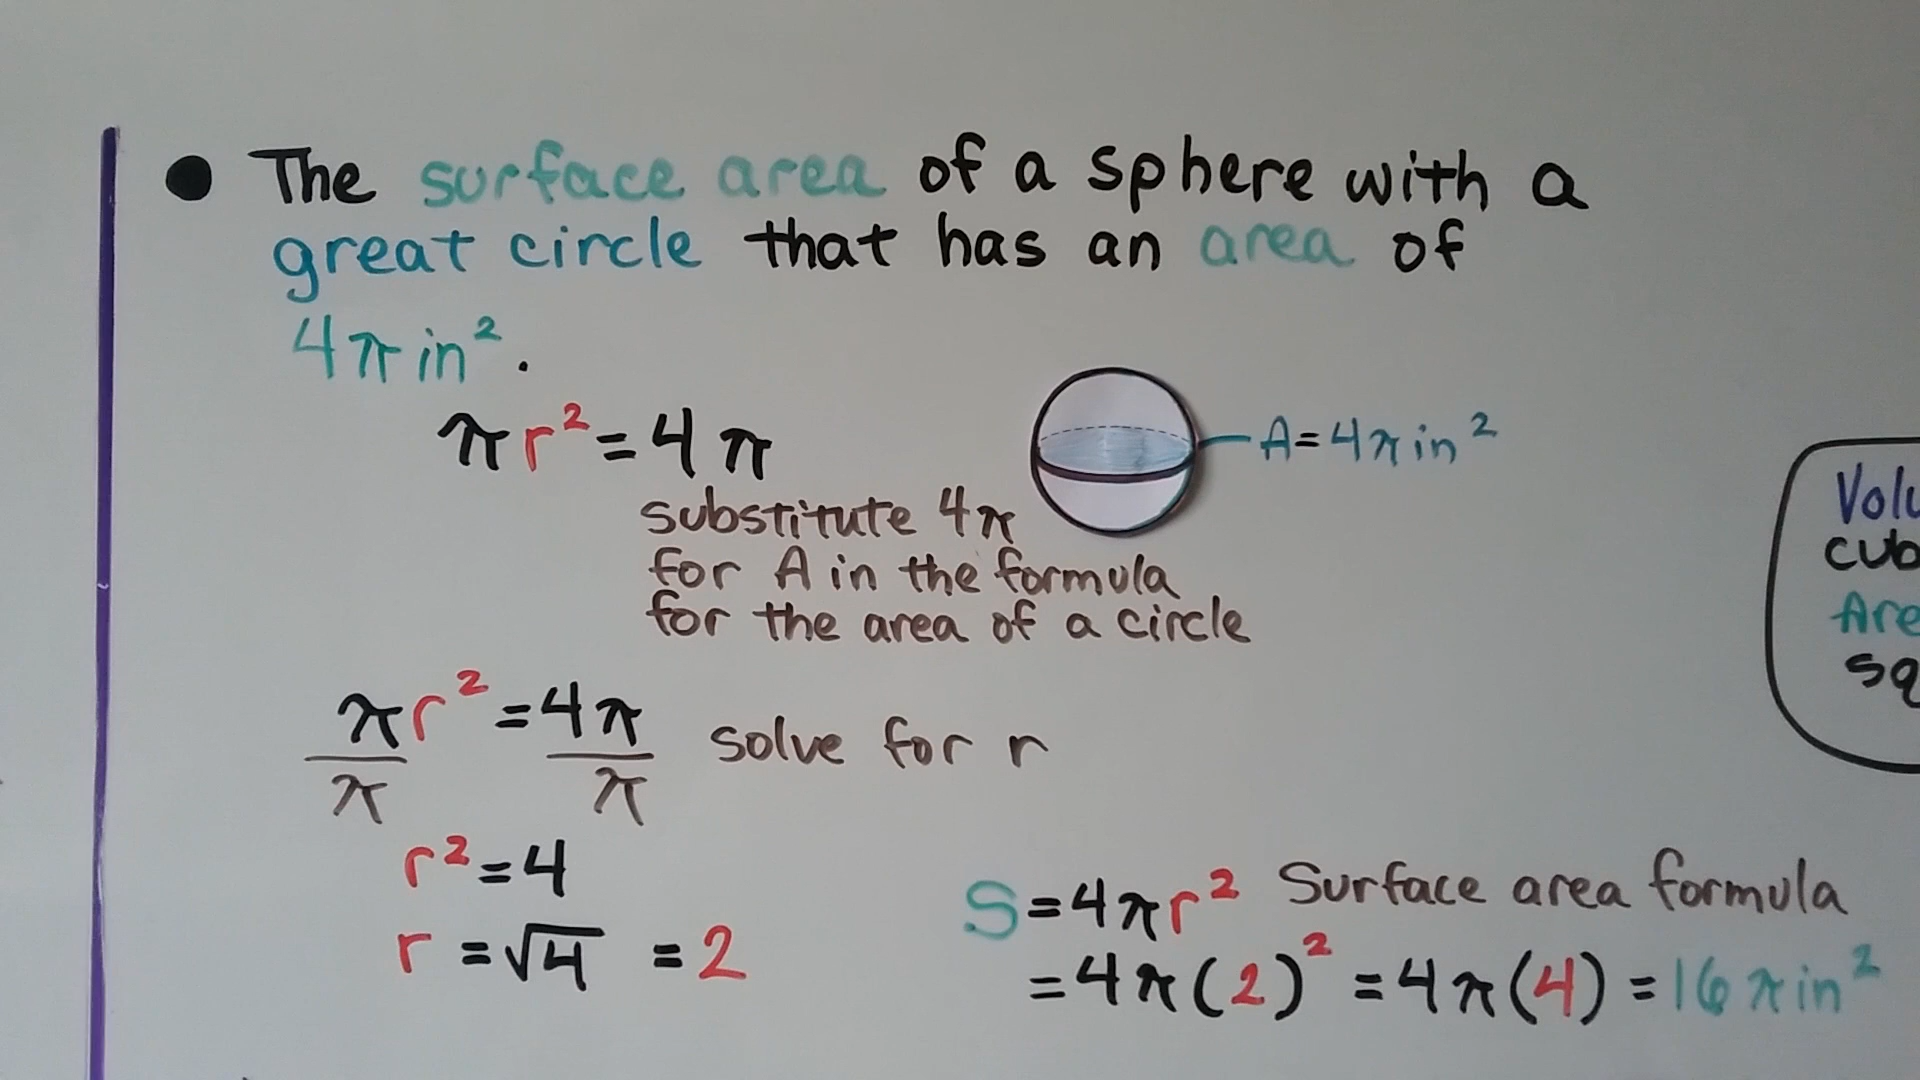 ● The surface area of a sphere with a
great circle that has an area of
4π in².
πr² = 4π
A = 4π in²
substitute 4π
for A in the formula
for the area of a circle
πr² = 4π solve for r
π π
r² = 4
r = √4 = 2
S = 4πr² Surface area formula
= 4π(2)² = 4π(4) = 16π in²